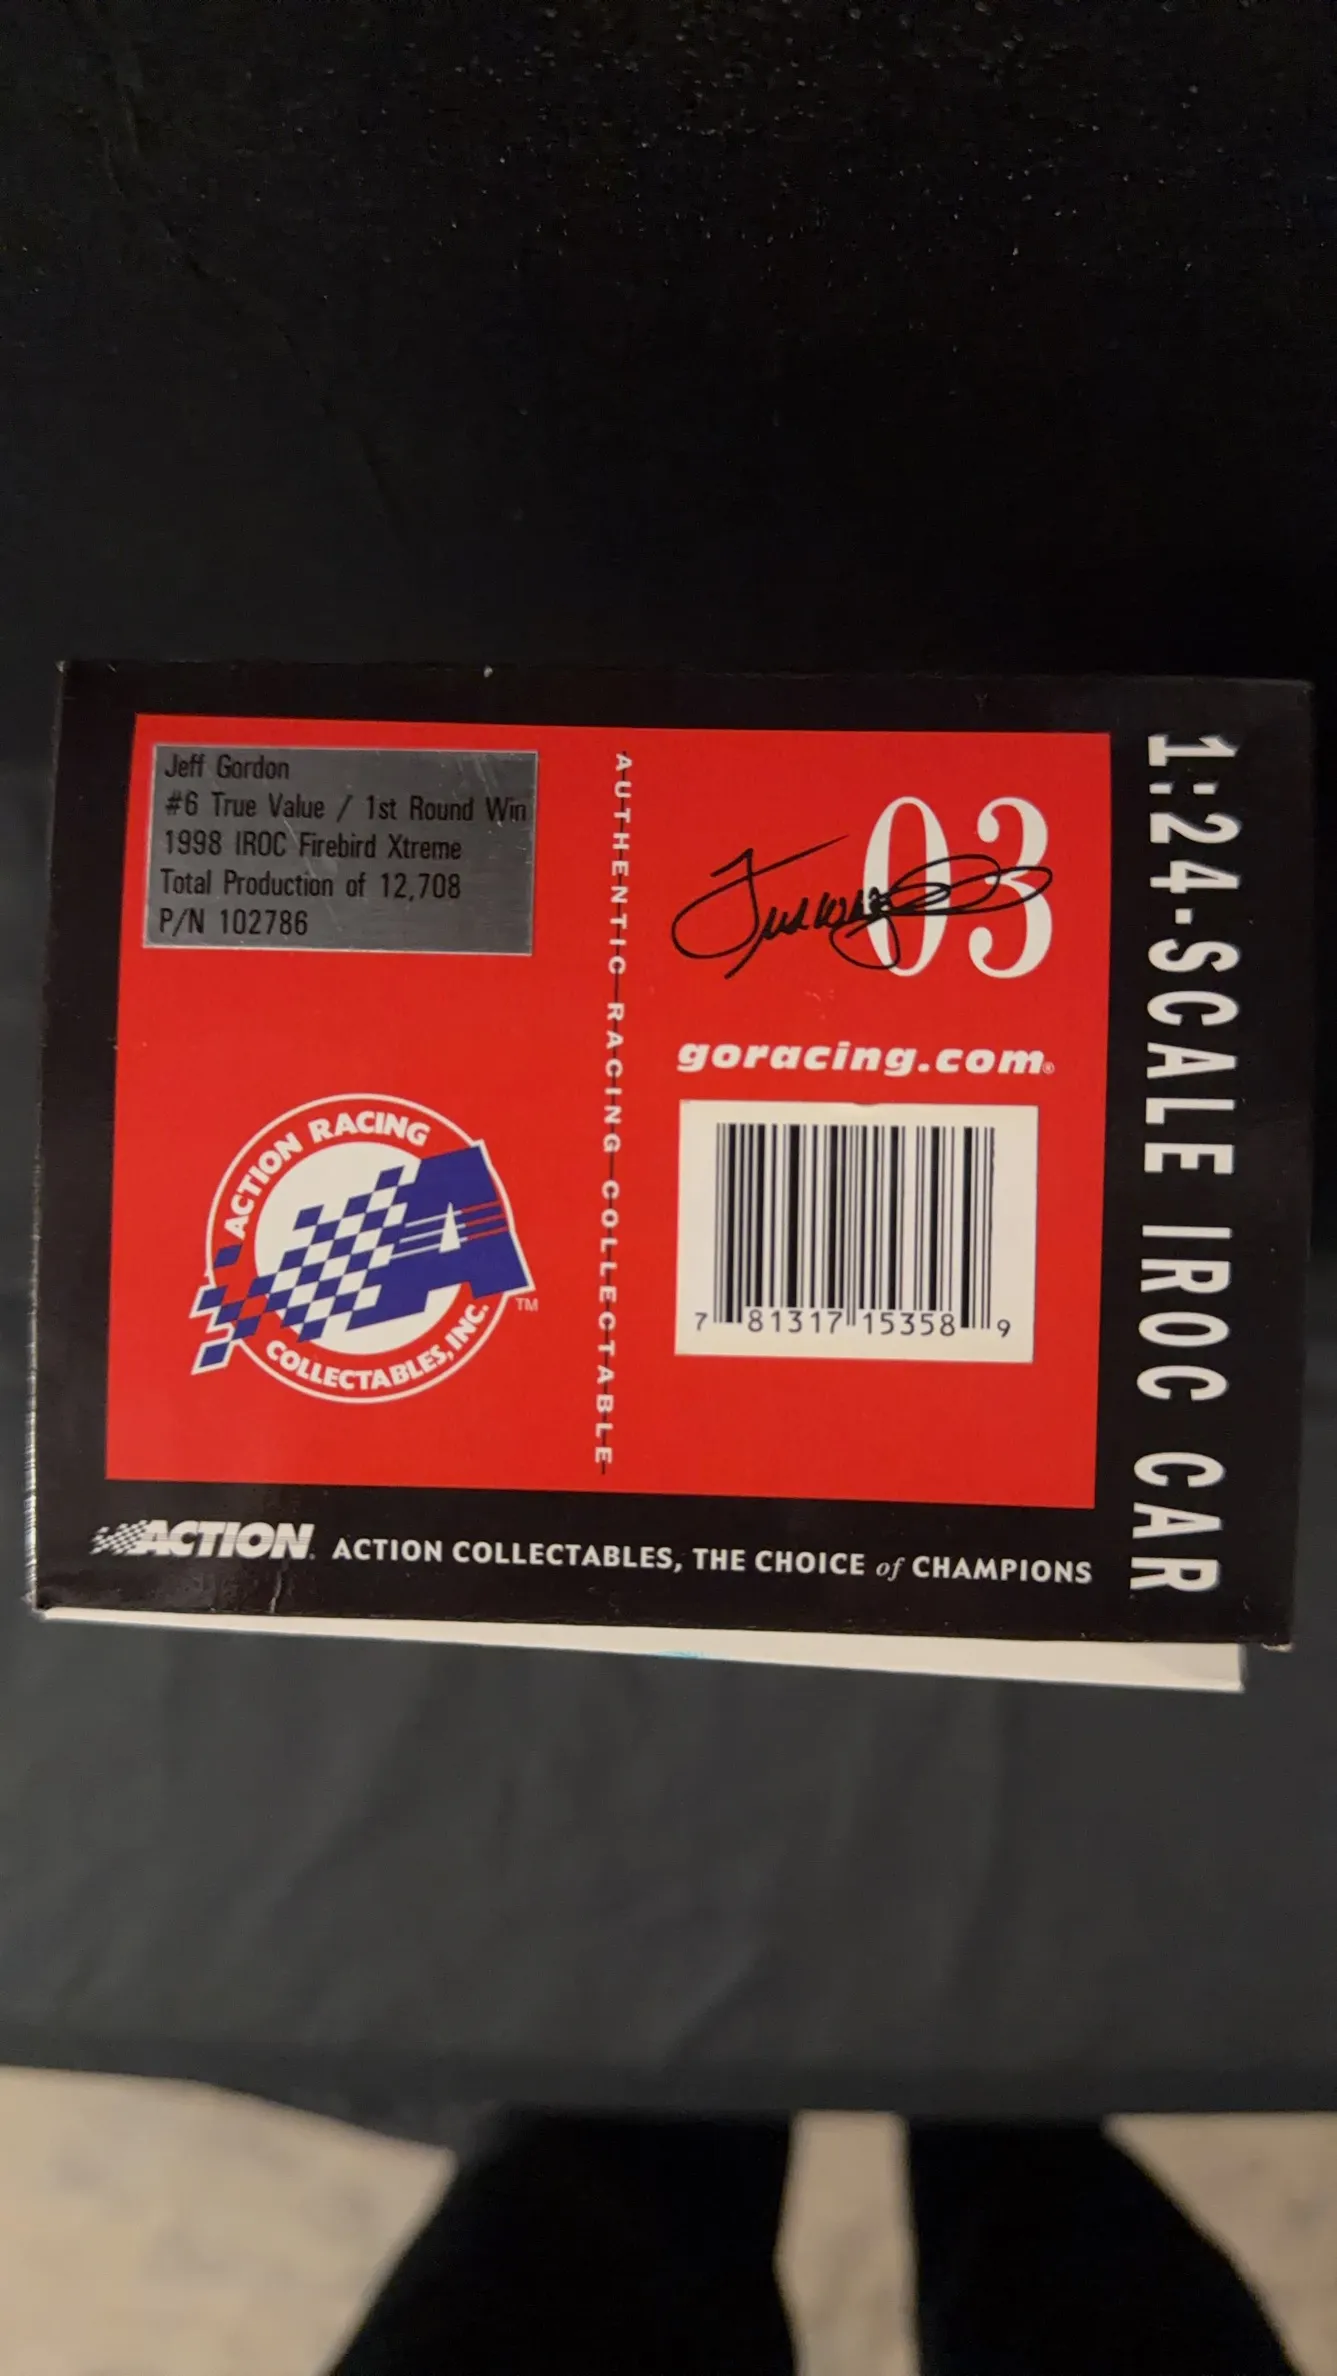 Jeff Gordon
#6 True Value / 1st Round Win
1998 IROC Firebird Xtreme
Total Production of 12,708
P/N 102786
AUTHENTIC RACING COLLECTABLE
03
goracing.com®
7 81317 15358 9
ACTION RACING
COLLECTABLES, INC.
A
TM
1:24-SCALE IROC CAR
ACTION. ACTION COLLECTABLES, THE CHOICE of CHAMPIONS